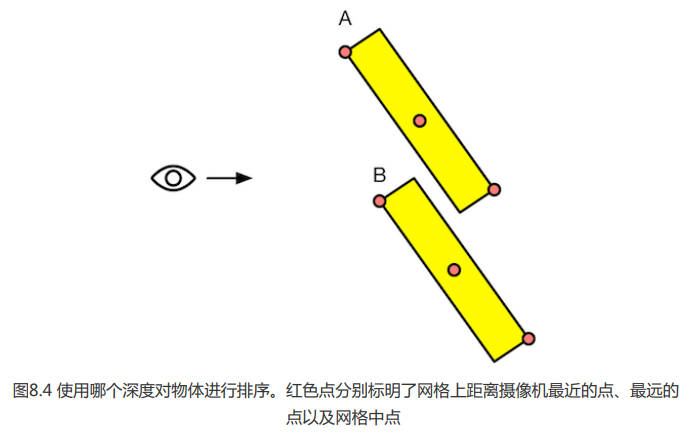 A
B
图8.4 使用哪个深度对物体进行排序。红色点分别标明了网格上距离摄像机最近的点、最远的
点以及网格中点